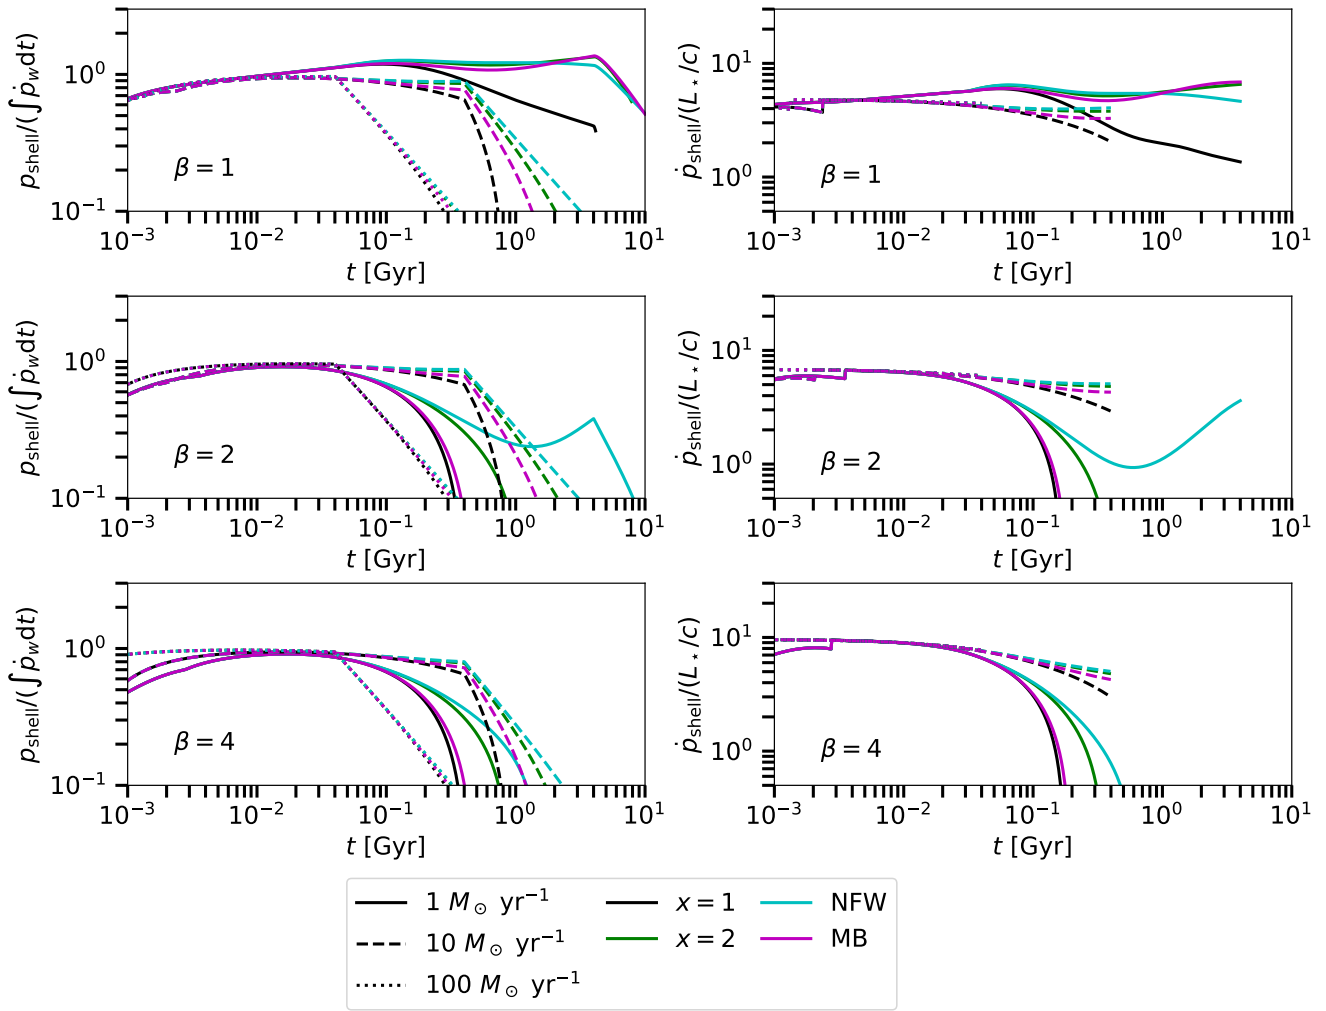 p_shell/(∫ṗ_w dt)
10^0
10^−1
β = 1
10^−3 10^−2 10^−1 10^0 10^1
t [Gyr]
ṗ_shell/(L⋆/c)
10^1
10^0
β = 1
10^−3 10^−2 10^−1 10^0 10^1
t [Gyr]
p_shell/(∫ṗ_w dt)
10^0
10^−1
β = 2
10^−3 10^−2 10^−1 10^0 10^1
t [Gyr]
ṗ_shell/(L⋆/c)
10^1
10^0
β = 2
10^−3 10^−2 10^−1 10^0 10^1
t [Gyr]
p_shell/(∫ṗ_w dt)
10^0
10^−1
β = 4
10^−3 10^−2 10^−1 10^0 10^1
t [Gyr]
ṗ_shell/(L⋆/c)
10^1
10^0
β = 4
10^−3 10^−2 10^−1 10^0 10^1
t [Gyr]
1 M_⊙ yr^−1
10 M_⊙ yr^−1
100 M_⊙ yr^−1
x = 1
x = 2
NFW
MB